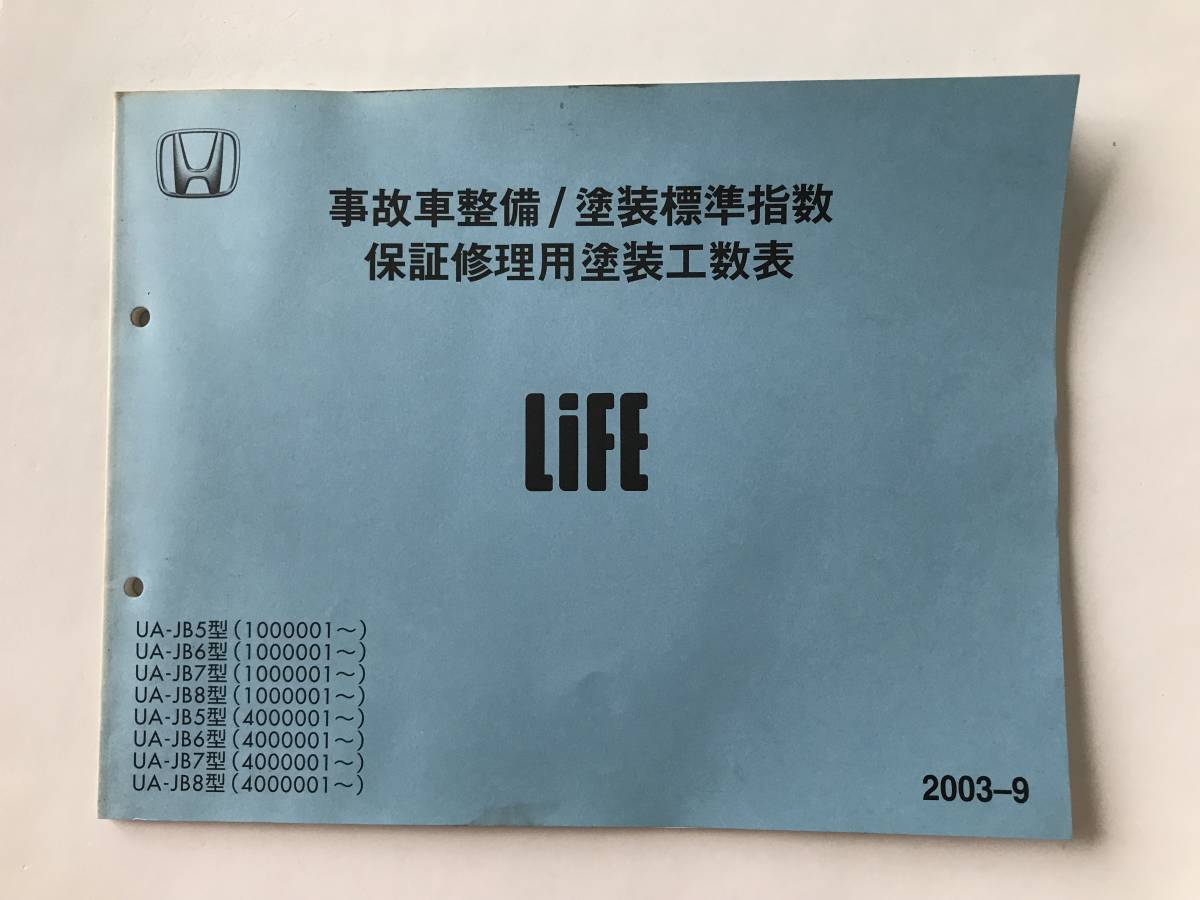 事故車整備/塗装標準指数
保証修理用塗装工数表
LiFE
UA-JB5型(1000001～)
UA-JB6型(1000001～)
UA-JB7型(1000001～)
UA-JB8型(1000001～)
UA-JB5型(4000001～)
UA-JB6型(4000001～)
UA-JB7型(4000001～)
UA-JB8型(4000001～)
2003–9